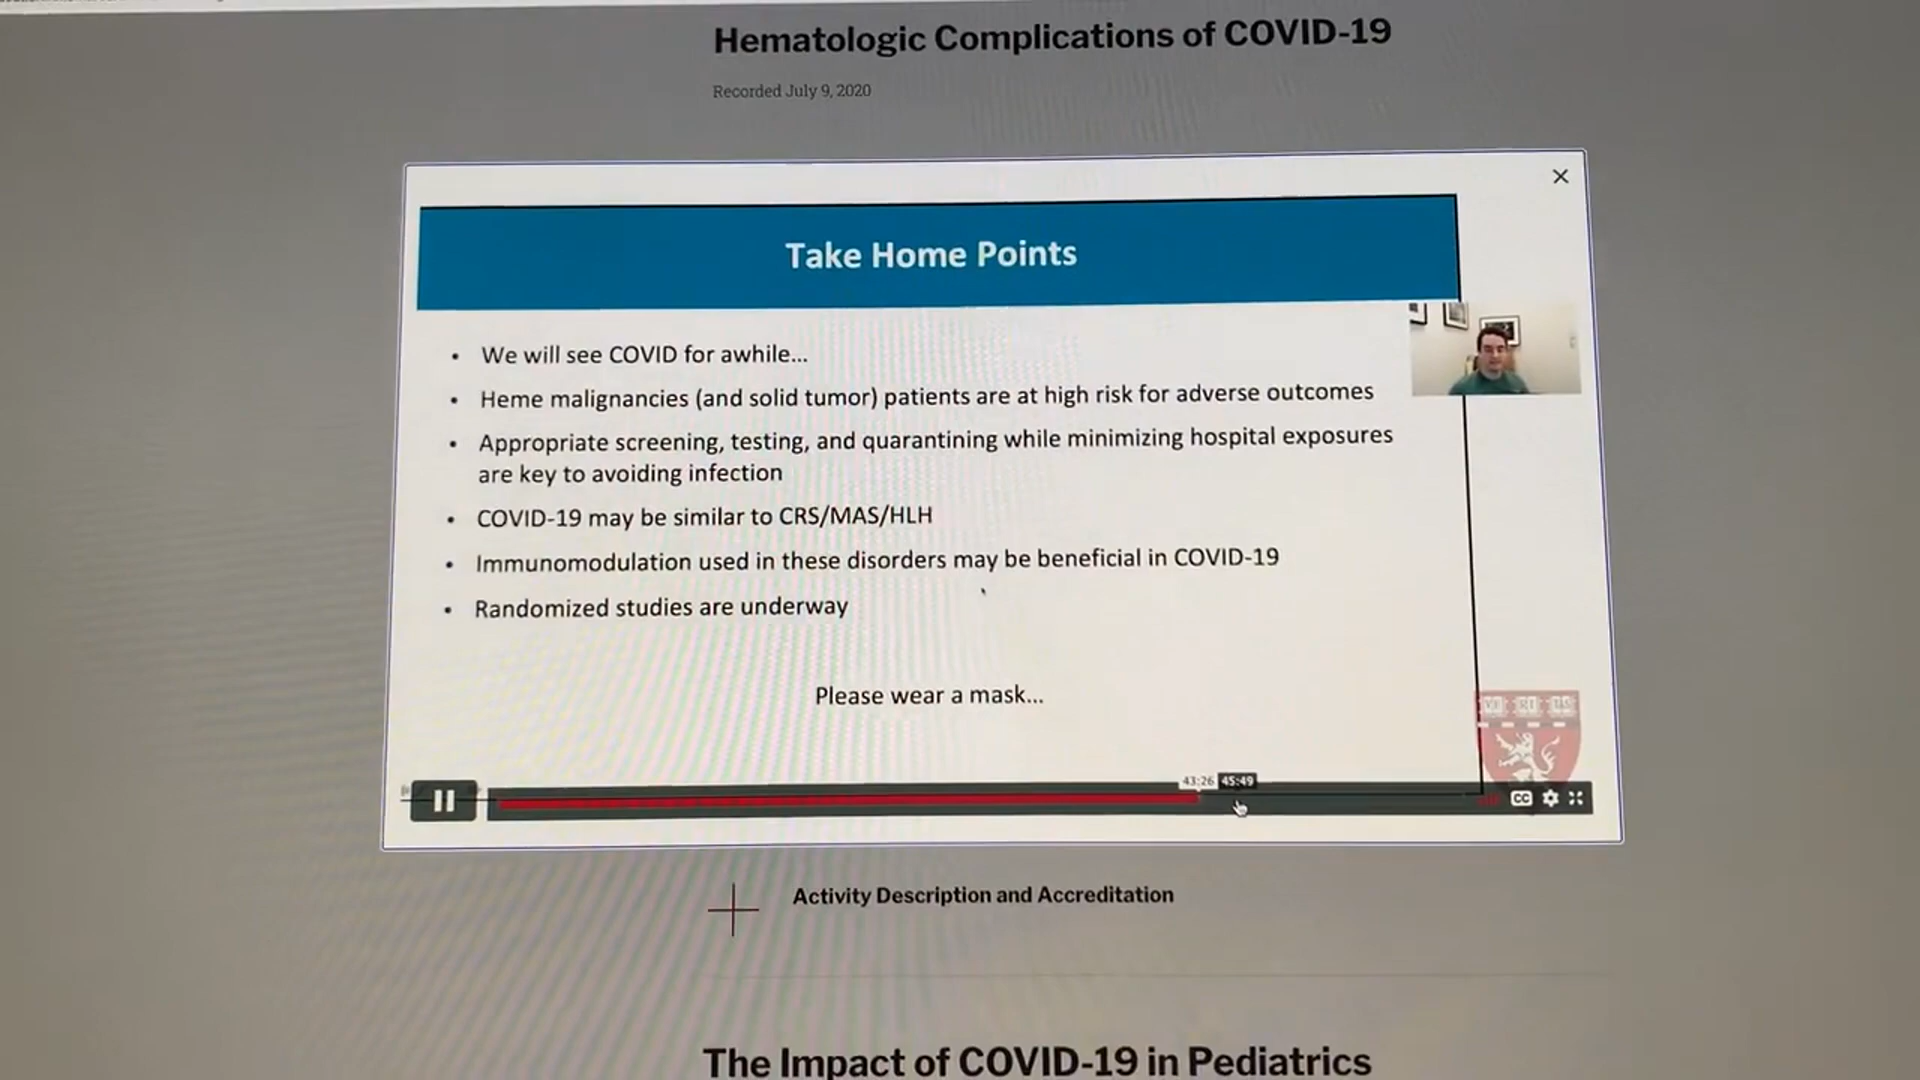 Hematologic Complications of COVID-19
Recorded July 9, 2020
Take Home Points
• We will see COVID for awhile...
• Heme malignancies (and solid tumor) patients are at high risk for adverse outcomes
• Appropriate screening, testing, and quarantining while minimizing hospital exposures
are key to avoiding infection
• COVID-19 may be similar to CRS/MAS/HLH
• Immunomodulation used in these disorders may be beneficial in COVID-19
• Randomized studies are underway
Please wear a mask...
VE RI TAS
43:26 45:49
CC
Activity Description and Accreditation
The Impact of COVID-19 in Pediatrics